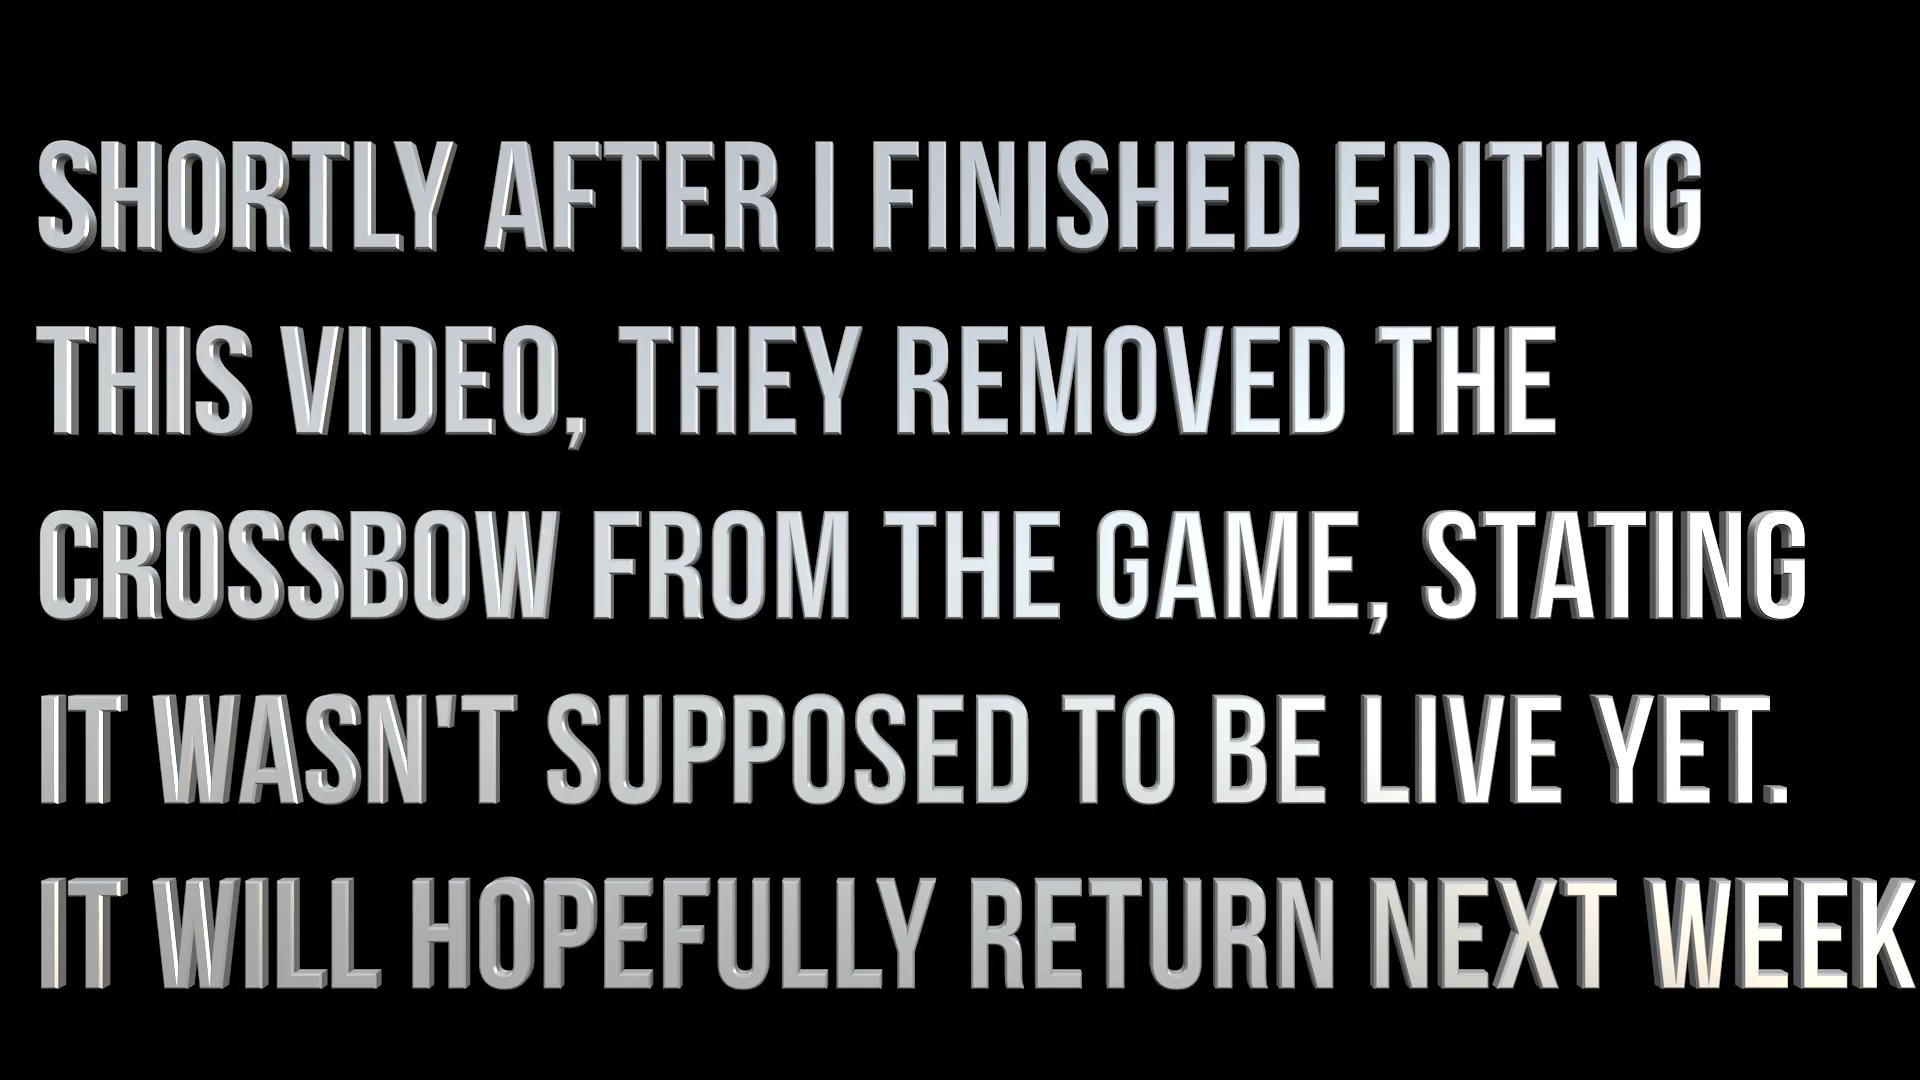 SHORTLY AFTER I FINISHED EDITING
THIS VIDEO, THEY REMOVED THE
CROSSBOW FROM THE GAME, STATING
IT WASN'T SUPPOSED TO BE LIVE YET.
IT WILL HOPEFULLY RETURN NEXT WEEK